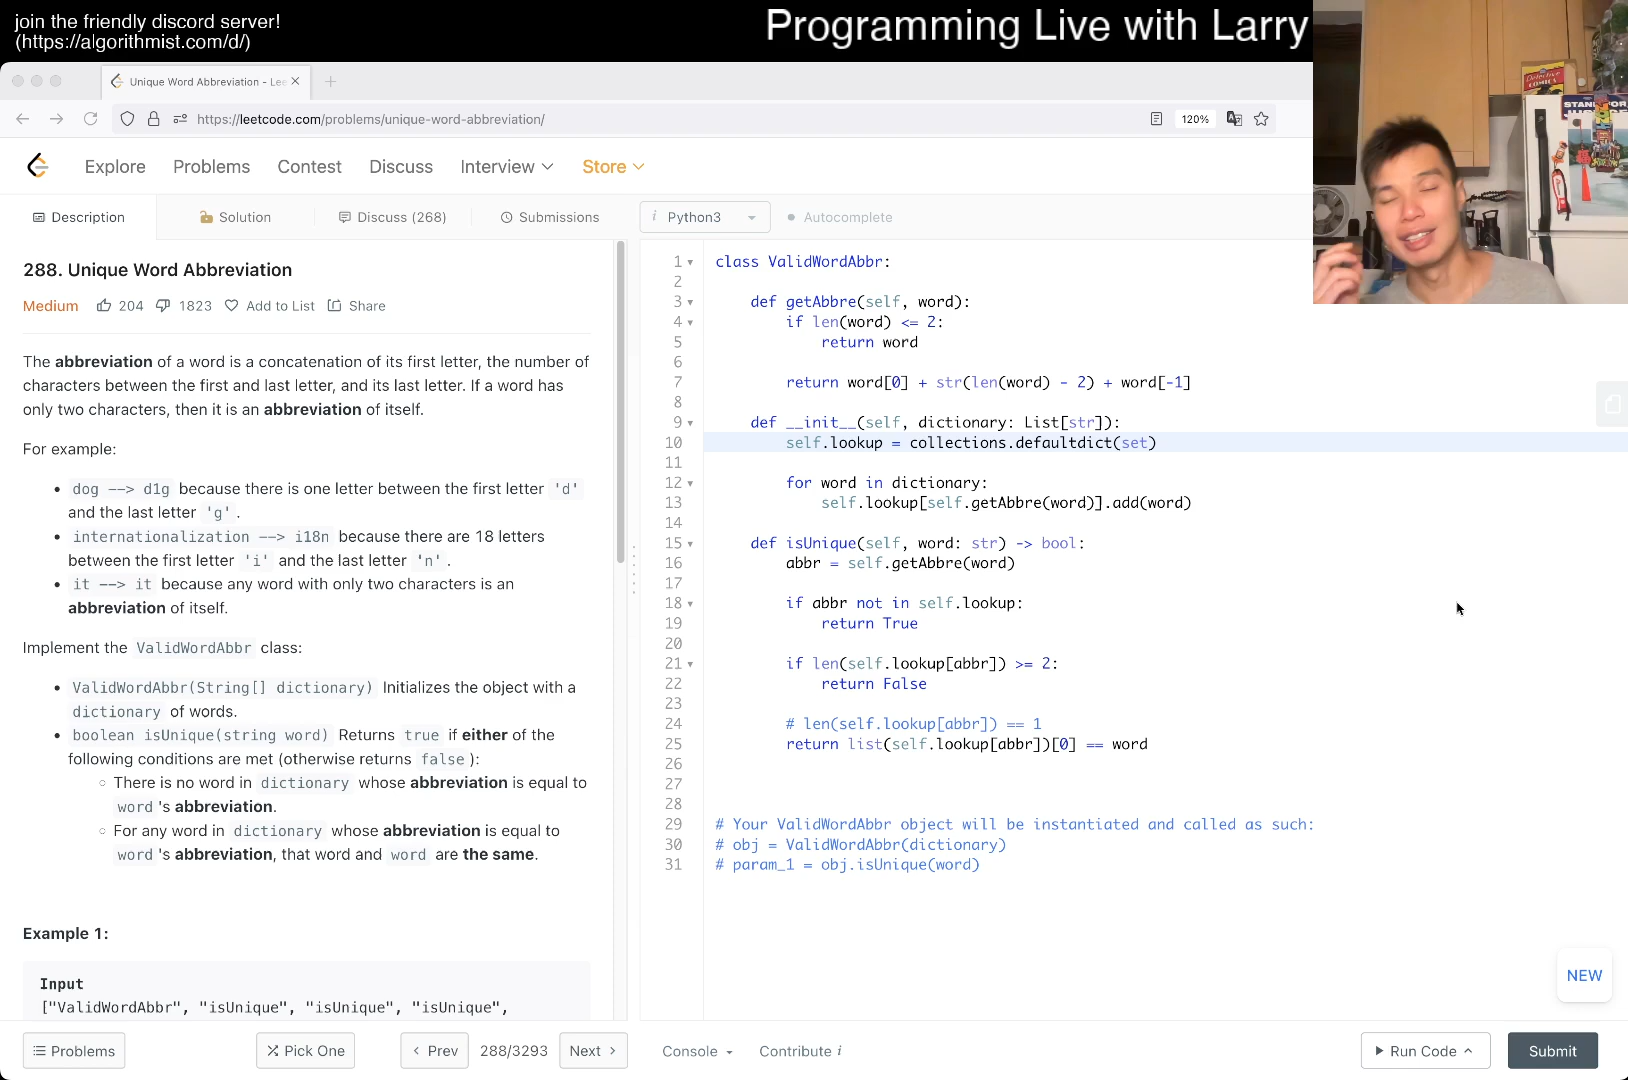 join the friendly discord server!
(https://algorithmist.com/d/)
Programming Live with Larry
Unique Word Abbreviation - Lee
https://leetcode.com/problems/unique-word-abbreviation/
120%
Explore
Problems
Contest
Discuss
Interview
Store
Description
Solution
Discuss (268)
Submissions
i Python3
Autocomplete
288. Unique Word Abbreviation
Medium 204 1823 Add to List Share
The abbreviation of a word is a concatenation of its first letter, the number of
characters between the first and last letter, and its last letter. If a word has
only two characters, then it is an abbreviation of itself.
For example:
• dog --> d1g because there is one letter between the first letter 'd'
and the last letter 'g'.
• internationalization --> i18n because there are 18 letters
between the first letter 'i' and the last letter 'n'.
• it --> it because any word with only two characters is an
abbreviation of itself.
Implement the ValidWordAbbr class:
• ValidWordAbbr(String[] dictionary) Initializes the object with a
dictionary of words.
• boolean isUnique(string word) Returns true if either of the
following conditions are met (otherwise returns false):
○ There is no word in dictionary whose abbreviation is equal to
word's abbreviation.
○ For any word in dictionary whose abbreviation is equal to
word's abbreviation, that word and word are the same.
Example 1:
Input
["ValidWordAbbr", "isUnique", "isUnique", "isUnique",
1 class ValidWordAbbr:
2
3     def getAbbre(self, word):
4         if len(word) <= 2:
5             return word
6
7         return word[0] + str(len(word) - 2) + word[-1]
8
9     def __init__(self, dictionary: List[str]):
10         self.lookup = collections.defaultdict(set)
11
12         for word in dictionary:
13             self.lookup[self.getAbbre(word)].add(word)
14
15     def isUnique(self, word: str) -> bool:
16         abbr = self.getAbbre(word)
17
18         if abbr not in self.lookup:
19             return True
20
21         if len(self.lookup[abbr]) >= 2:
22             return False
23
24         # len(self.lookup[abbr]) == 1
25         return list(self.lookup[abbr])[0] == word
26
27
28
29 # Your ValidWordAbbr object will be instantiated and called as such:
30 # obj = ValidWordAbbr(dictionary)
31 # param_1 = obj.isUnique(word)
NEW
Problems
Pick One
Prev
288/3293
Next
Console
Contribute i
Run Code
Submit